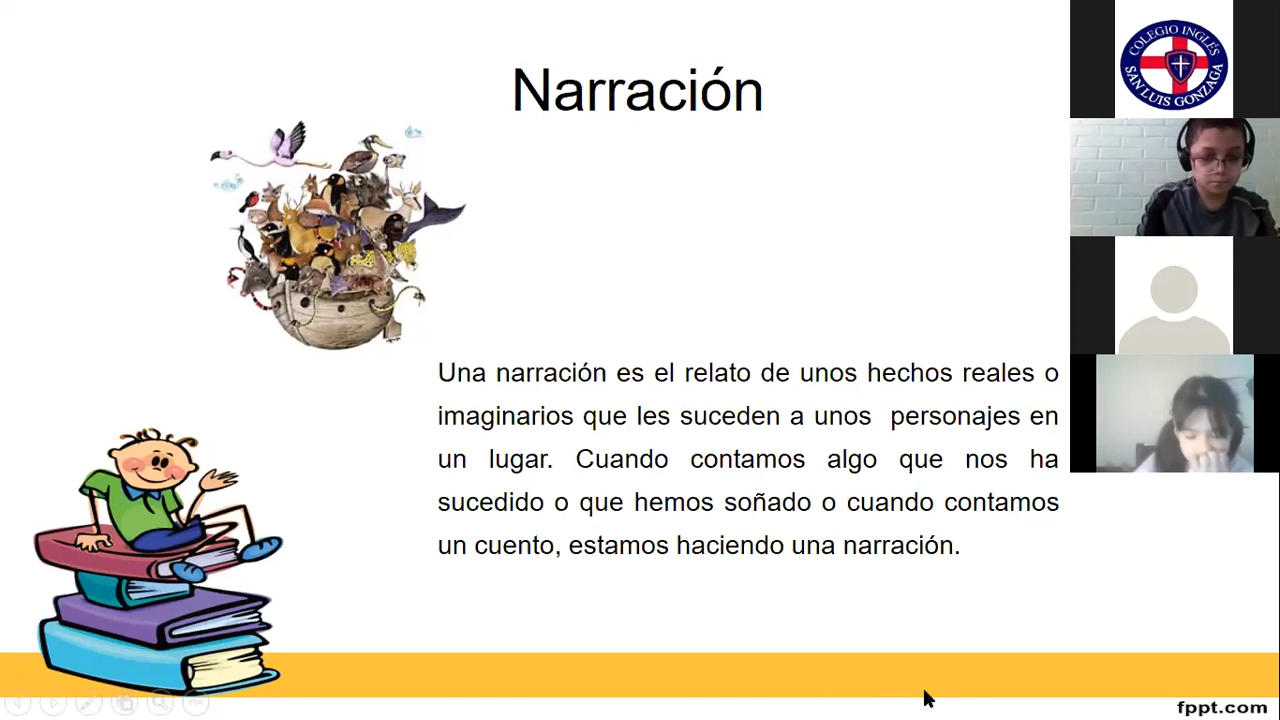 Narración
COLEGIO INGLÉS
SAN LUIS GONZAGA
Una narración es el relato de unos hechos reales o
imaginarios que les suceden a unos personajes en
un lugar. Cuando contamos algo que nos ha
sucedido o que hemos soñado o cuando contamos
un cuento, estamos haciendo una narración.
fppt.com